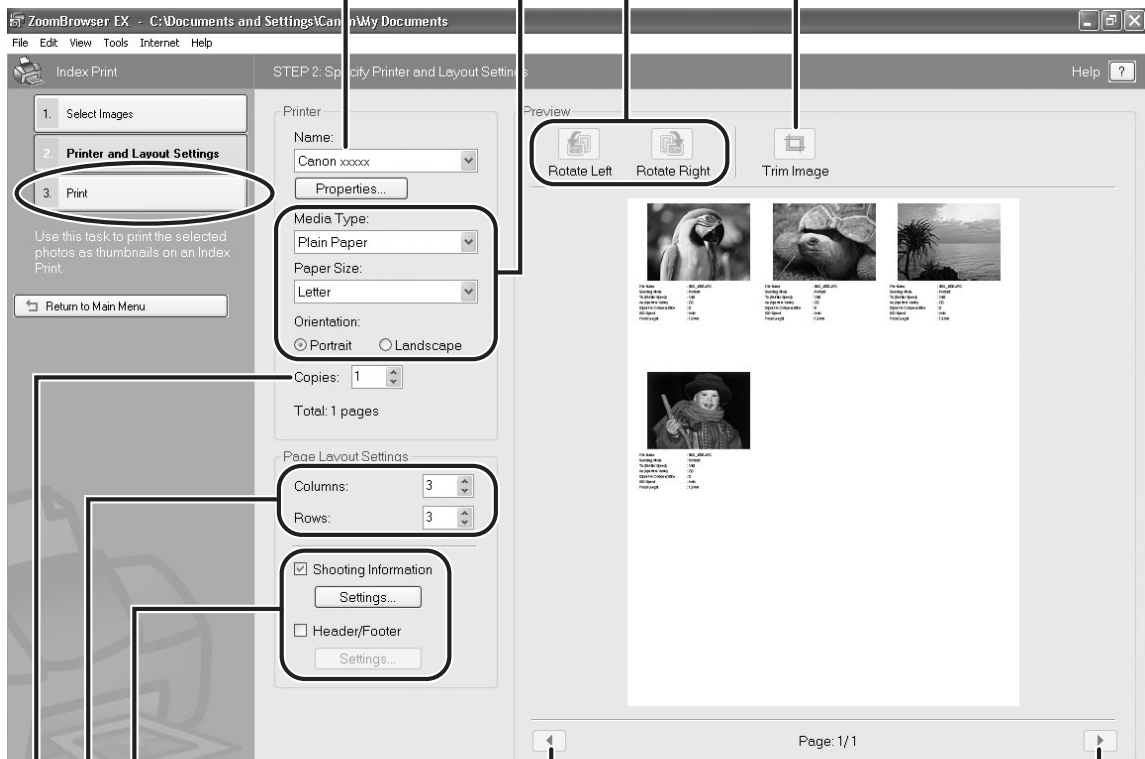 ZoomBrowser EX - C:\Documents and Settings\Canon\My Documents
File Edit View Tools Internet Help
Index Print
STEP 2: Specify Printer and Layout Settings
Help ?
1. Select Images
2. Printer and Layout Settings
3. Print
Use this task to print the selected
photos as thumbnails on an Index
Print.
Return to Main Menu
Printer
Name:
Canon xxxxx
Properties...
Media Type:
Plain Paper
Paper Size:
Letter
Orientation:
Portrait Landscape
Copies: 1
Total: 1 pages
Page Layout Settings
Columns: 3
Rows: 3
Shooting Information
Settings...
Header/Footer
Settings...
Preview
Rotate Left Rotate Right Trim Image
Page: 1/1